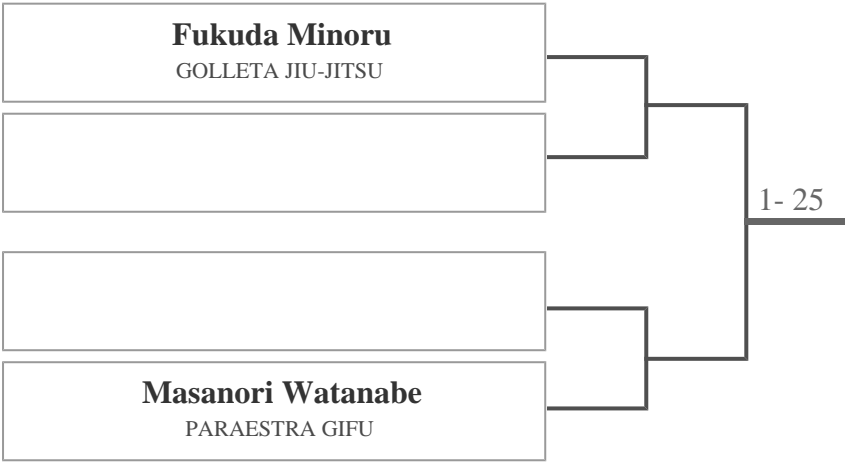 Fukuda Minoru
GOLLETA JIU-JITSU
1- 25
Masanori Watanabe
PARAESTRA GIFU